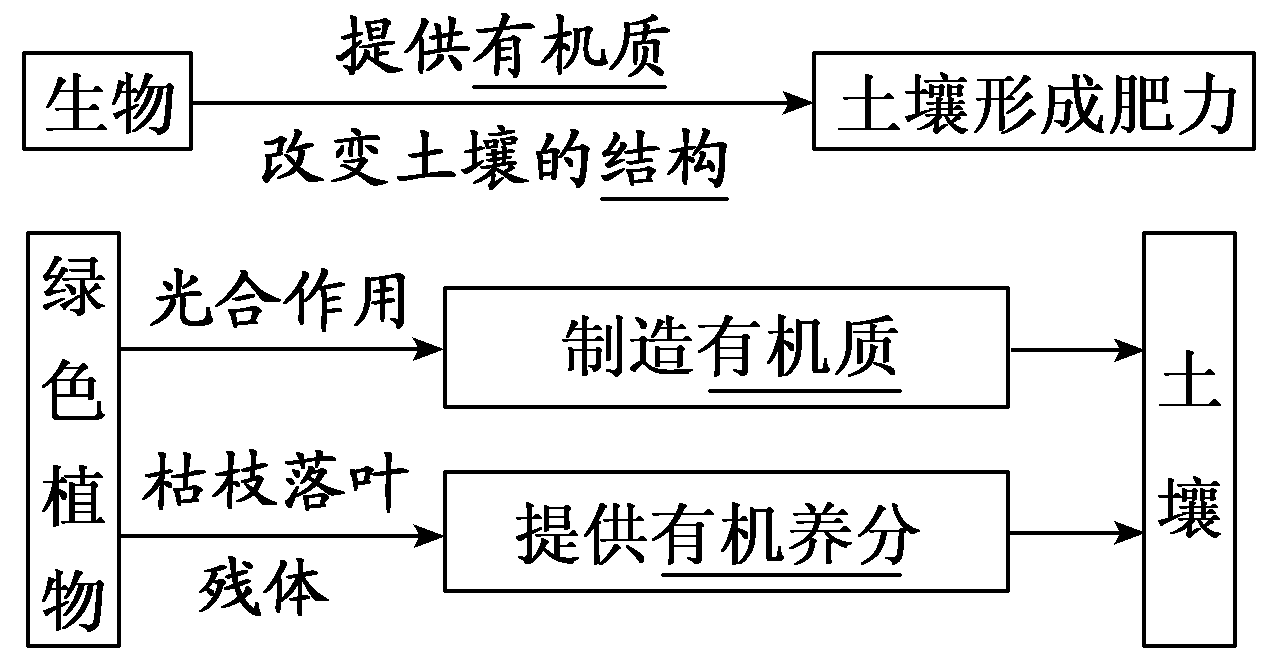 提供有机质
生物
土壤形成肥力
改变土壤的结构
绿色植物
光合作用
制造有机质
土壤
枯枝落叶
提供有机养分
残体